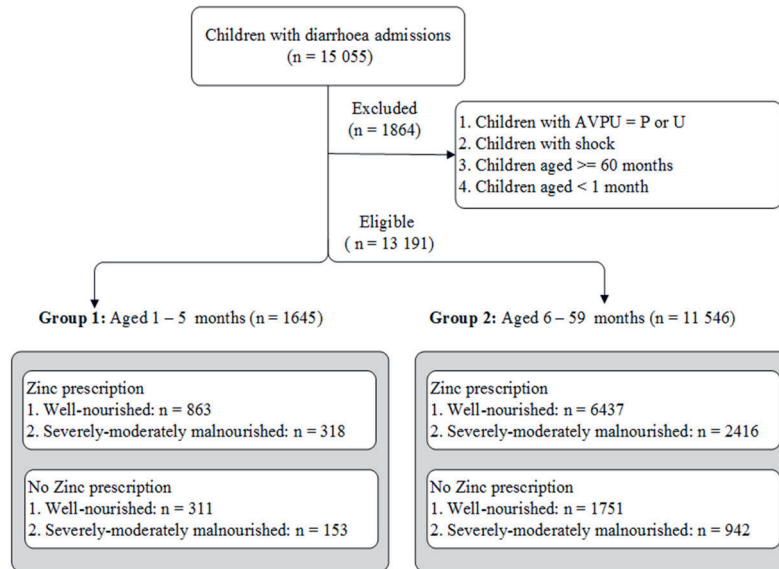 Children with diarrhoea admissions
(n = 15 055)
Excluded
(n = 1864)
1. Children with AVPU = P or U
2. Children with shock
3. Children aged >= 60 months
4. Children aged < 1 month
Eligible
( n = 13 191)
Group 1: Aged 1 – 5 months (n = 1645)
Group 2: Aged 6 – 59 months (n = 11 546)
Zinc prescription
1. Well-nourished: n = 863
2. Severely-moderately malnourished: n = 318
No Zinc prescription
1. Well-nourished: n = 311
2. Severely-moderately malnourished: n = 153
Zinc prescription
1. Well-nourished: n = 6437
2. Severely-moderately malnourished: n = 2416
No Zinc prescription
1. Well-nourished: n = 1751
2. Severely-moderately malnourished: n = 942